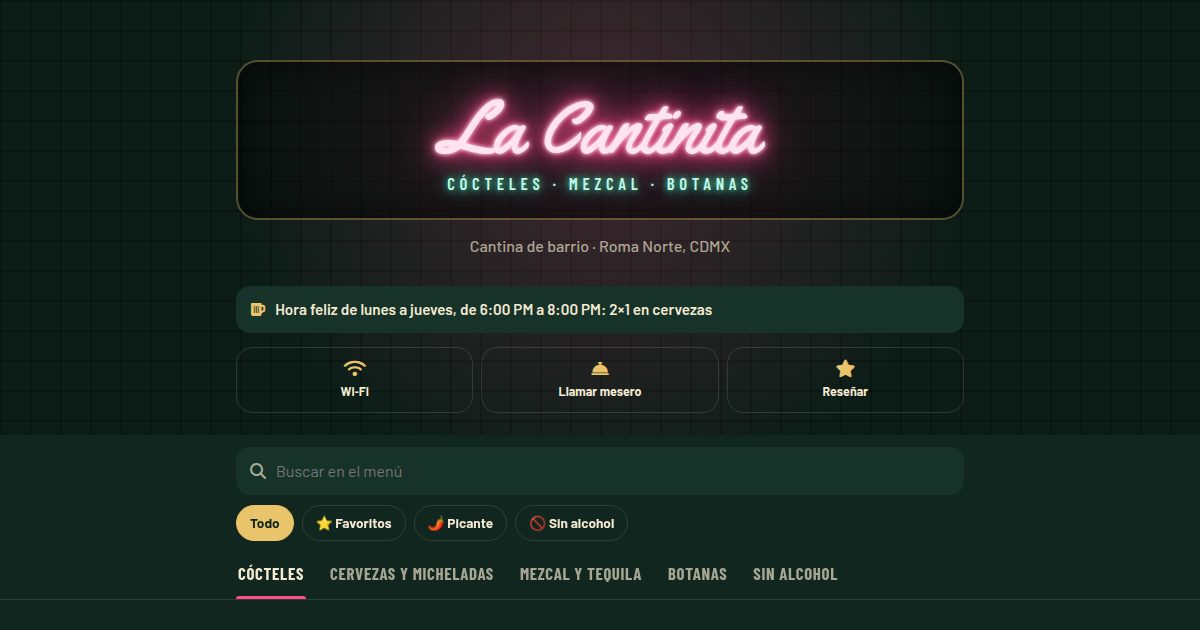 La Cantinita
CÓCTELES · MEZCAL · BOTANAS
Cantina de barrio · Roma Norte, CDMX
Hora feliz de lunes a jueves, de 6:00 PM a 8:00 PM: 2×1 en cervezas
Wi-Fi Llamar mesero Reseñar
Buscar en el menú
Todo Favoritos Picante Sin alcohol
CÓCTELES CERVEZAS Y MICHELADAS MEZCAL Y TEQUILA BOTANAS SIN ALCOHOL